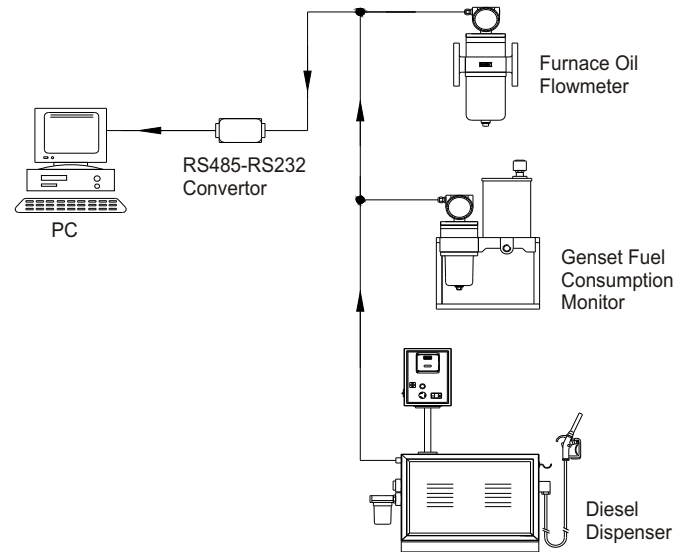 Furnace Oil
Flowmeter
RS485-RS232
Convertor
PC
Genset Fuel
Consumption
Monitor
Diesel
Dispenser